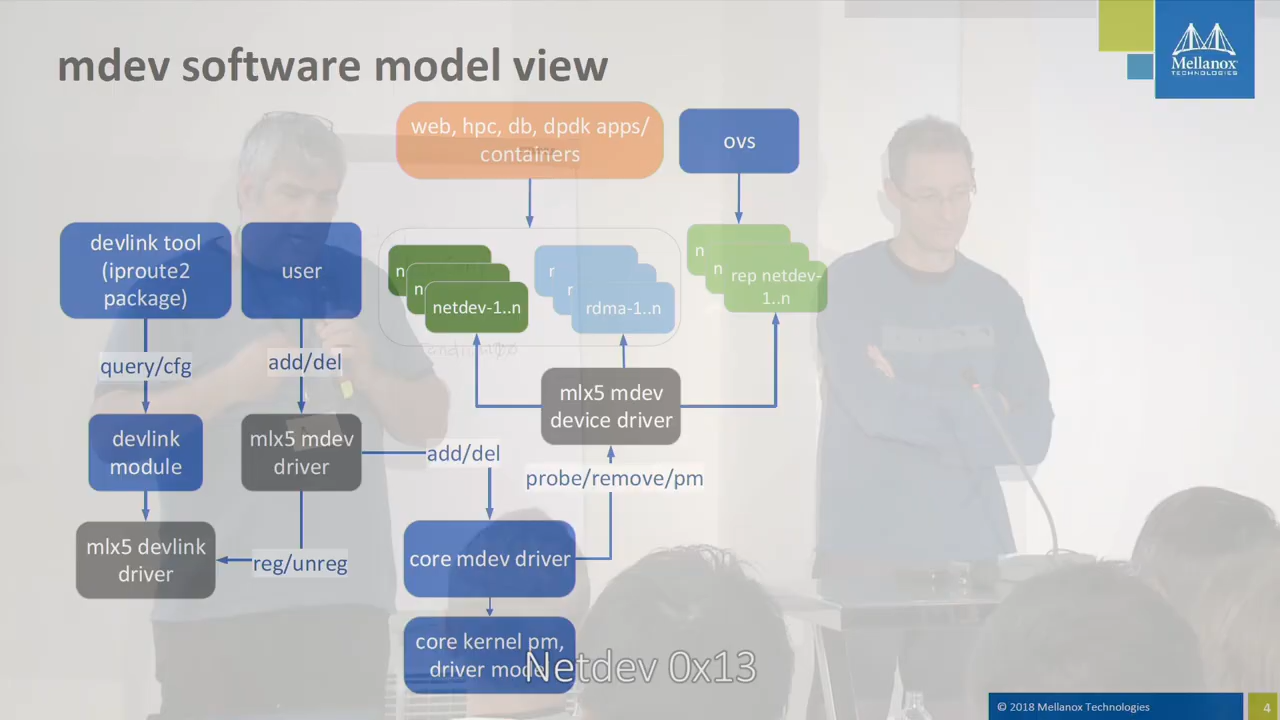 mdev software model view
Mellanox
TECHNOLOGIES
web, hpc, db, dpdk apps/
containers
ovs
devlink tool
(iproute2
package)
user
n
n
netdev-1..n
r
r
rdma-1..n
n
n
rep netdev-
1..n
query/cfg
add/del
mlx5 mdev
device driver
devlink
module
mlx5 mdev
driver
add/del
probe/remove/pm
mlx5 devlink
driver
reg/unreg
core mdev driver
core kernel pm,
driver model
Netdev 0x13
© 2018 Mellanox Technologies
4